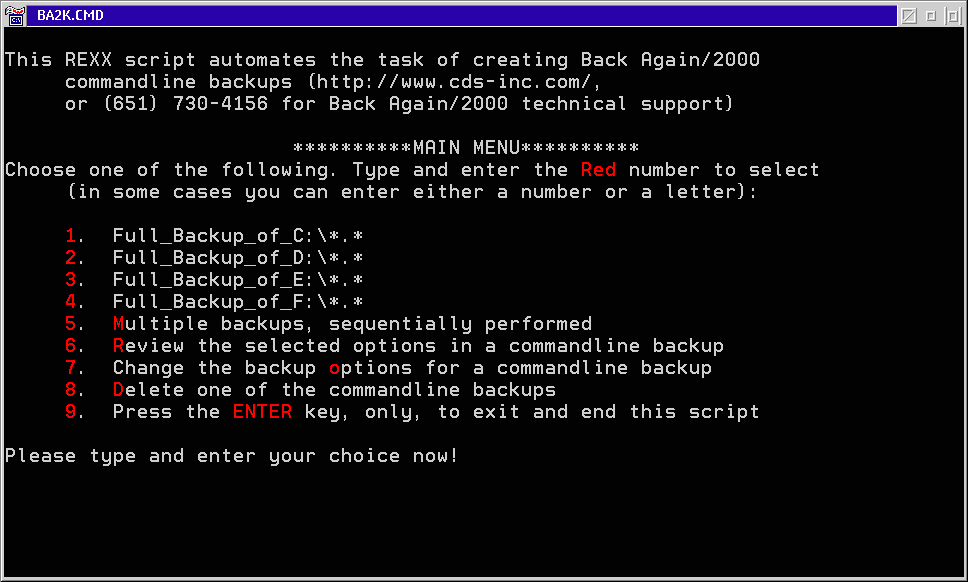 BA2K.CMD
This REXX script automates the task of creating Back Again/2000
commandline backups (http://www.cds-inc.com/,
or (651) 730-4156 for Back Again/2000 technical support)
**********MAIN MENU**********
Choose one of the following. Type and enter the Red number to select
(in some cases you can enter either a number or a letter):
1. Full_Backup_of_C:\*.*
2. Full_Backup_of_D:\*.*
3. Full_Backup_of_E:\*.*
4. Full_Backup_of_F:\*.*
5. Multiple backups, sequentially performed
6. Review the selected options in a commandline backup
7. Change the backup options for a commandline backup
8. Delete one of the commandline backups
9. Press the ENTER key, only, to exit and end this script
Please type and enter your choice now!